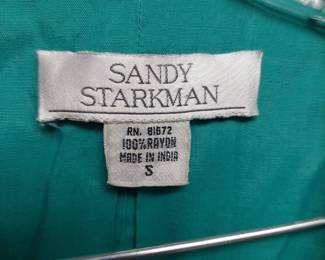 SANDY
STARKMAN
RN. 81672
100% RAYON
MADE IN INDIA
S